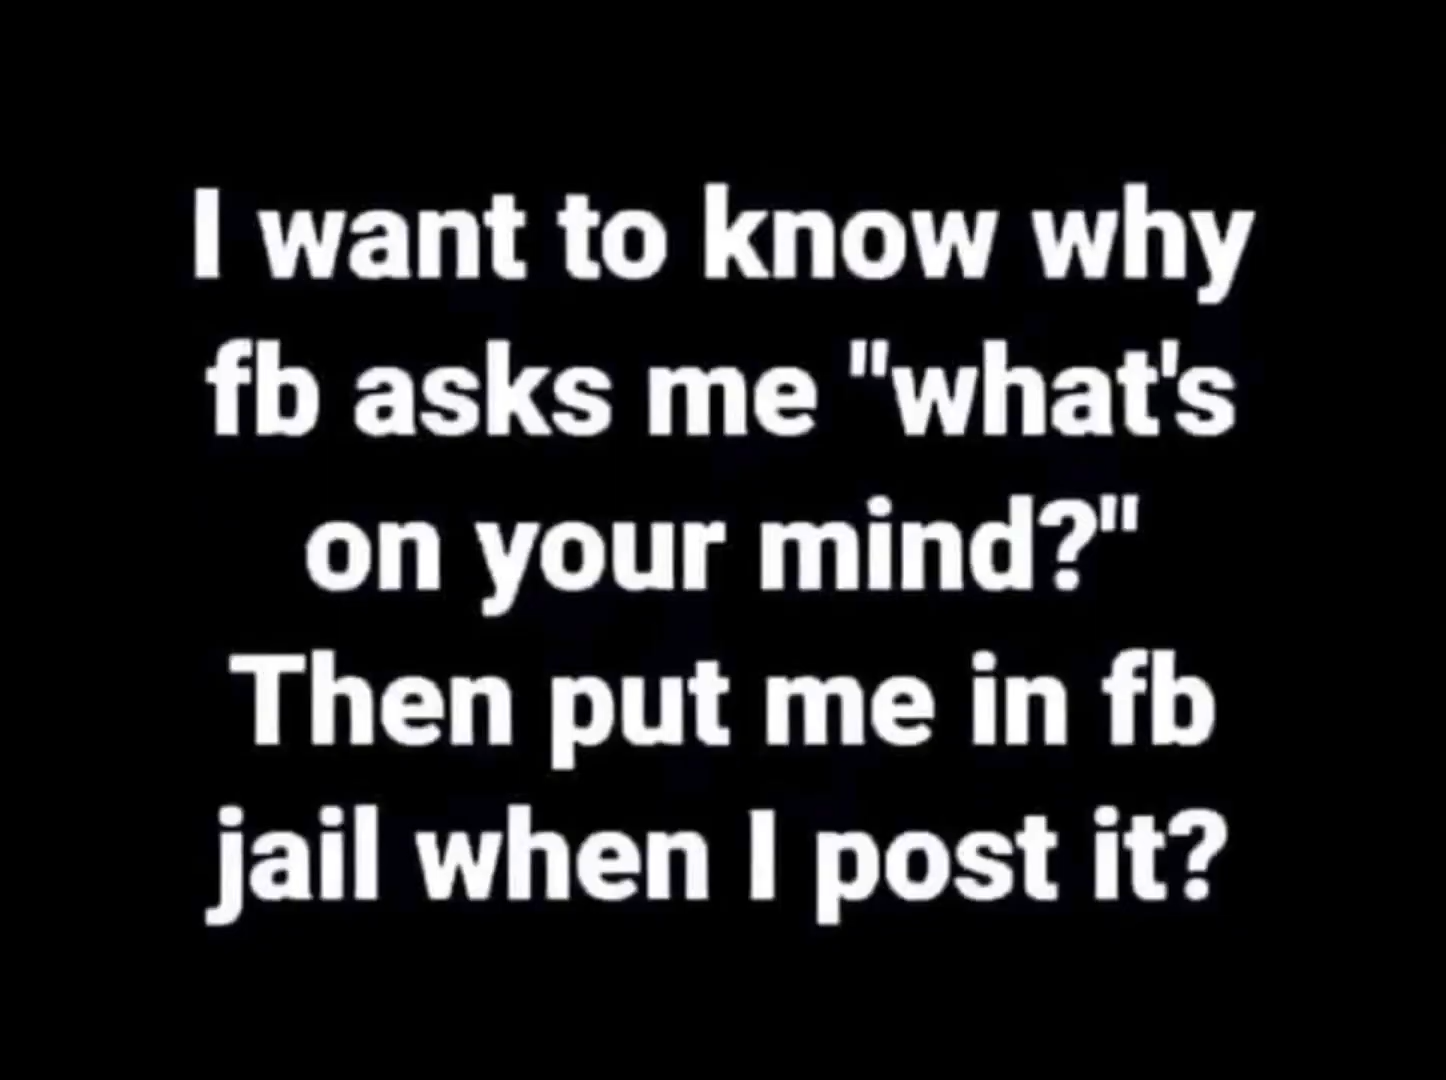 I want to know why
fb asks me "what's
on your mind?"
Then put me in fb
jail when I post it?